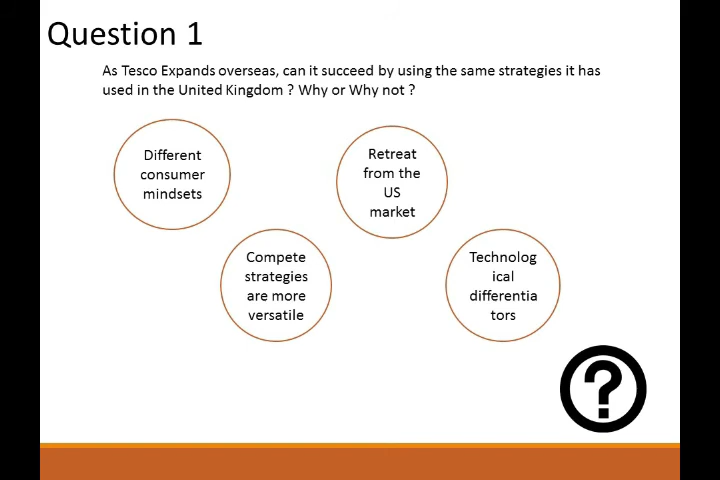 Question 1
As Tesco Expands overseas, can it succeed by using the same strategies it has
used in the United Kingdom ? Why or Why not ?
Different
consumer
mindsets
Retreat
from the
US
market
Compete
strategies
are more
versatile
Technolog
ical
differentia
tors
?